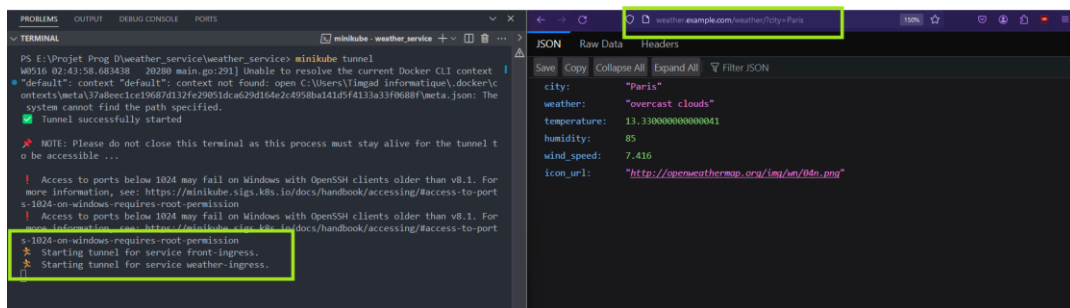 PROBLEMS OUTPUT DEBUG CONSOLE PORTS
TERMINAL
minikube - weather_service
PS E:\Projet Prog D\weather_service\weather_service> minikube tunnel
W0516 02:43:58.683438 20280 main.go:291] Unable to resolve the current Docker CLI context
"default": context "default": context not found: open C:\Users\Timgad informatique\.docker\c
ontexts\meta\37a8eec1ce19687d132fe29051dca629d164e2c4958ba141d5f4133a33f0688f\meta.json: The
system cannot find the path specified.
✅ Tunnel successfully started
📌 NOTE: Please do not close this terminal as this process must stay alive for the tunnel t
o be accessible ...
❗ Access to ports below 1024 may fail on Windows with OpenSSH clients older than v8.1. For
more information, see: https://minikube.sigs.k8s.io/docs/handbook/accessing/#access-to-port
s-1024-on-windows-requires-root-permission
❗ Access to ports below 1024 may fail on Windows with OpenSSH clients older than v8.1. For
more information, see: https://minikube.sigs.k8s.io/docs/handbook/accessing/#access-to-port
s-1024-on-windows-requires-root-permission
🏃 Starting tunnel for service front-ingress.
🏃 Starting tunnel for service weather-ingress.
weather.example.com/weather/?city=Paris
150%
JSON Raw Data Headers
Save Copy Collapse All Expand All Filter JSON
city: "Paris"
weather: "overcast clouds"
temperature: 13.330000000000041
humidity: 85
wind_speed: 7.416
icon_url: "http://openweathermap.org/img/wn/04n.png"